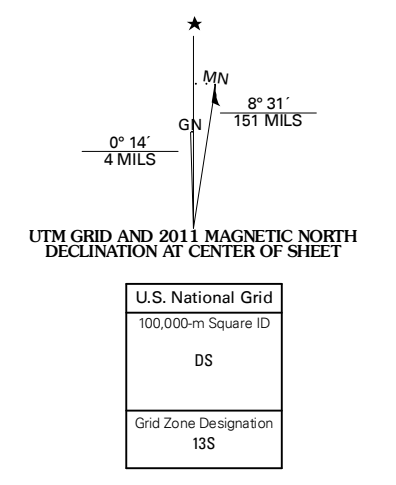 MN
8° 31´
151 MILS
GN
0° 14´
4 MILS
UTM GRID AND 2011 MAGNETIC NORTH
DECLINATION AT CENTER OF SHEET
U.S. National Grid
100,000-m Square ID
DS
Grid Zone Designation
13S